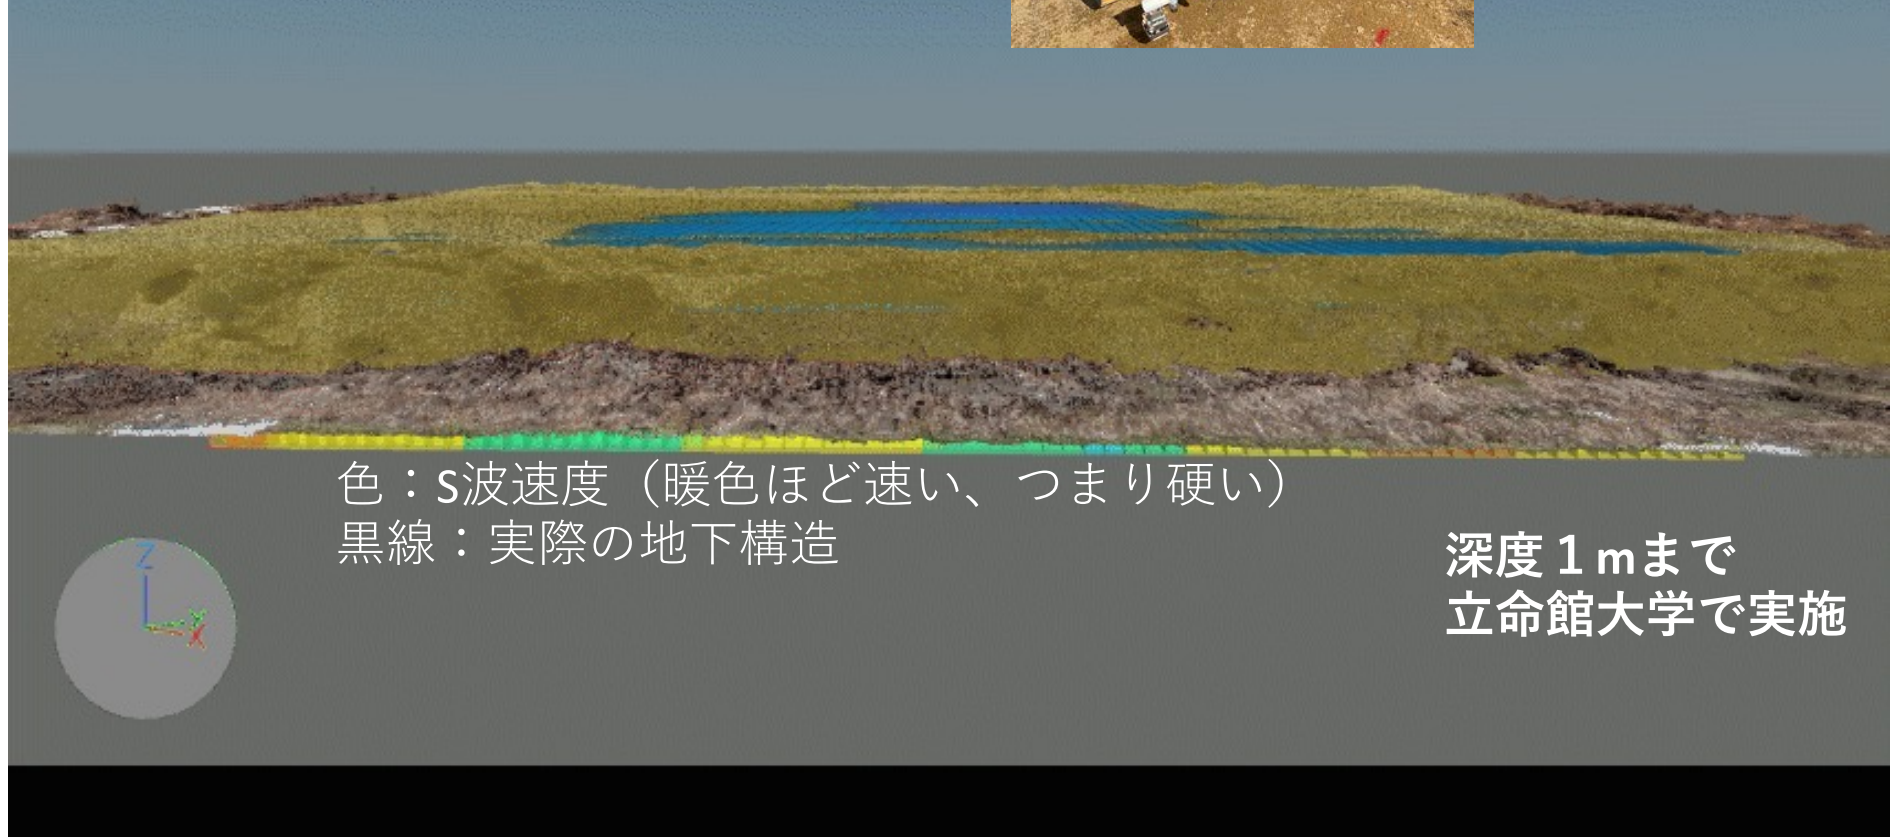 色：S波速度（暖色ほど速い、つまり硬い）
黒線：実際の地下構造
深度１mまで
立命館大学で実施
Z
Y
X